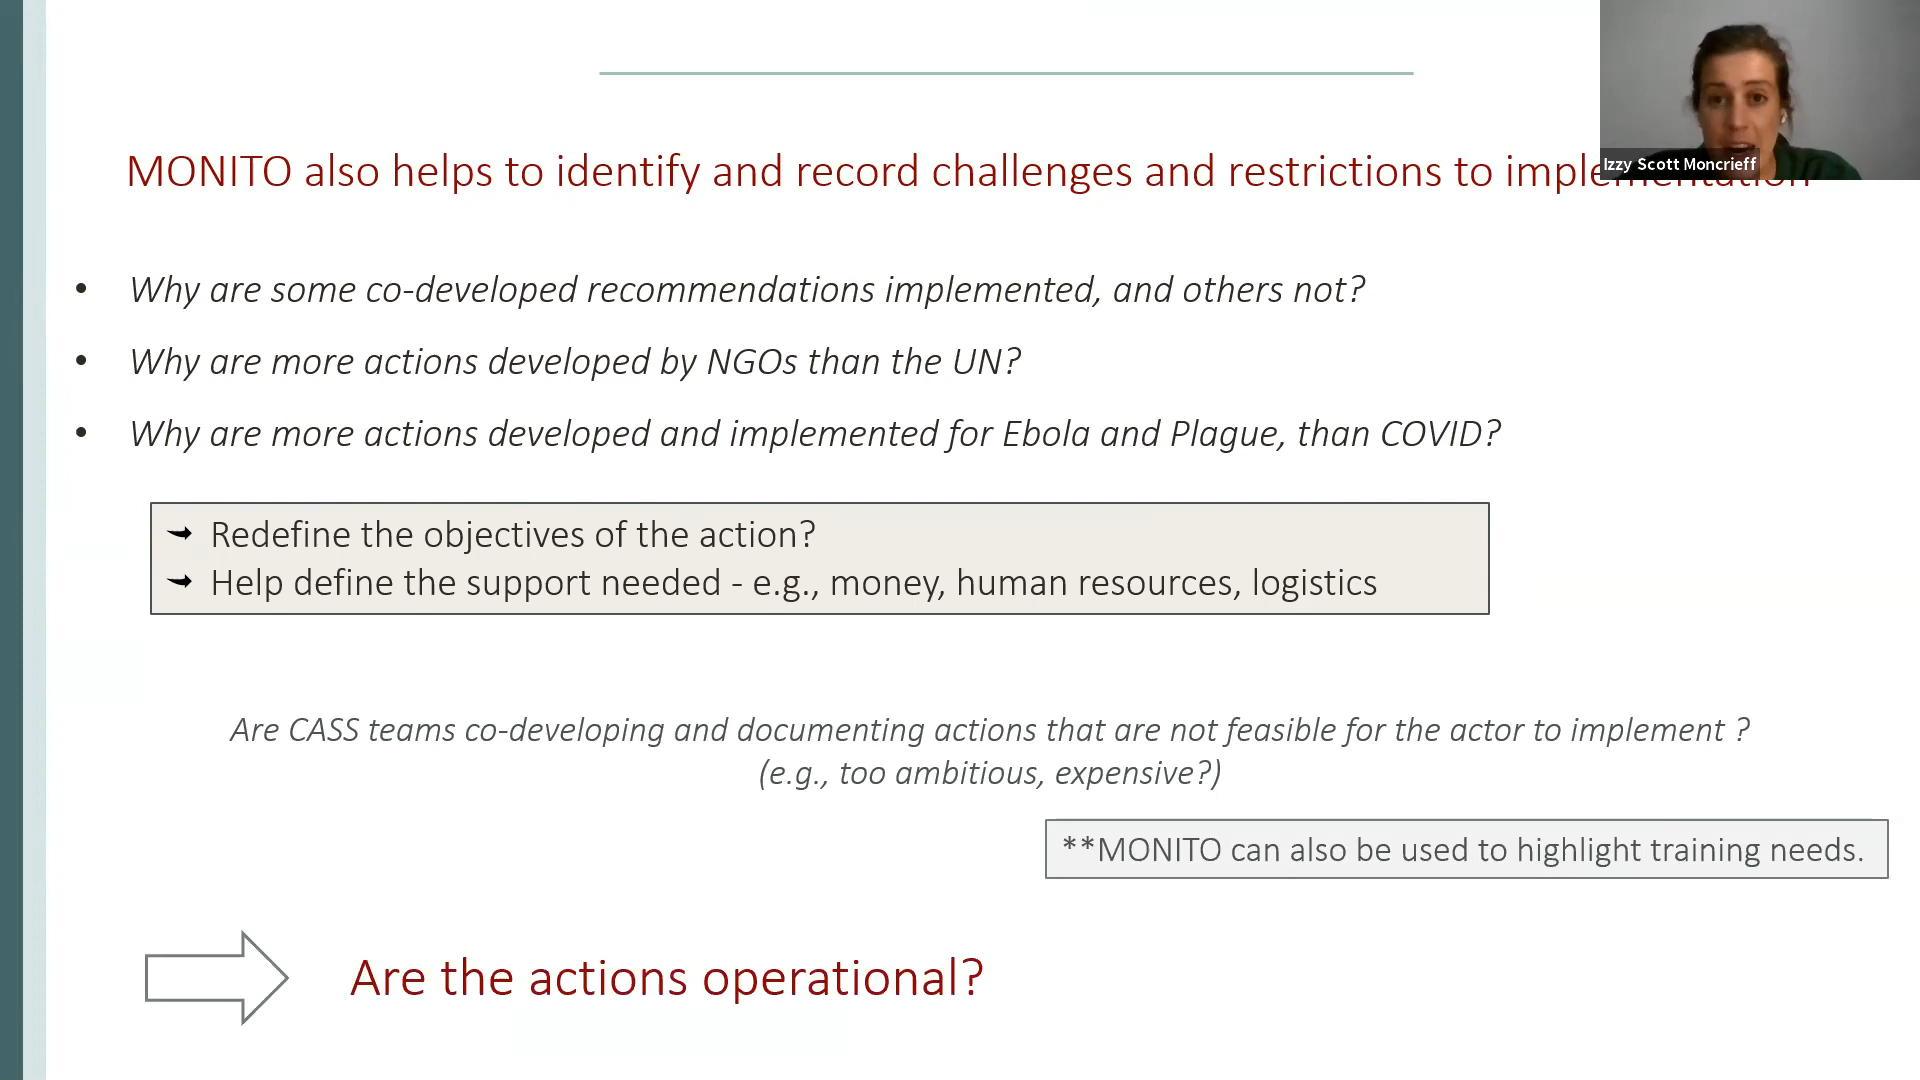 MONITO also helps to identify and record challenges and restrictions to implementation
Izzy Scott Moncrieff
• Why are some co-developed recommendations implemented, and others not?
• Why are more actions developed by NGOs than the UN?
• Why are more actions developed and implemented for Ebola and Plague, than COVID?
Redefine the objectives of the action?
Help define the support needed - e.g., money, human resources, logistics
Are CASS teams co-developing and documenting actions that are not feasible for the actor to implement ?
(e.g., too ambitious, expensive?)
**MONITO can also be used to highlight training needs.
Are the actions operational?